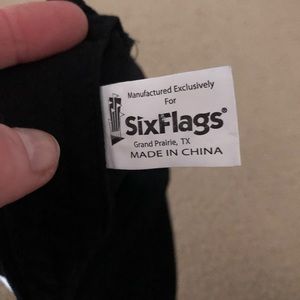 Manufactured Exclusively
For
SixFlags®
Grand Prairie, TX
MADE IN CHINA